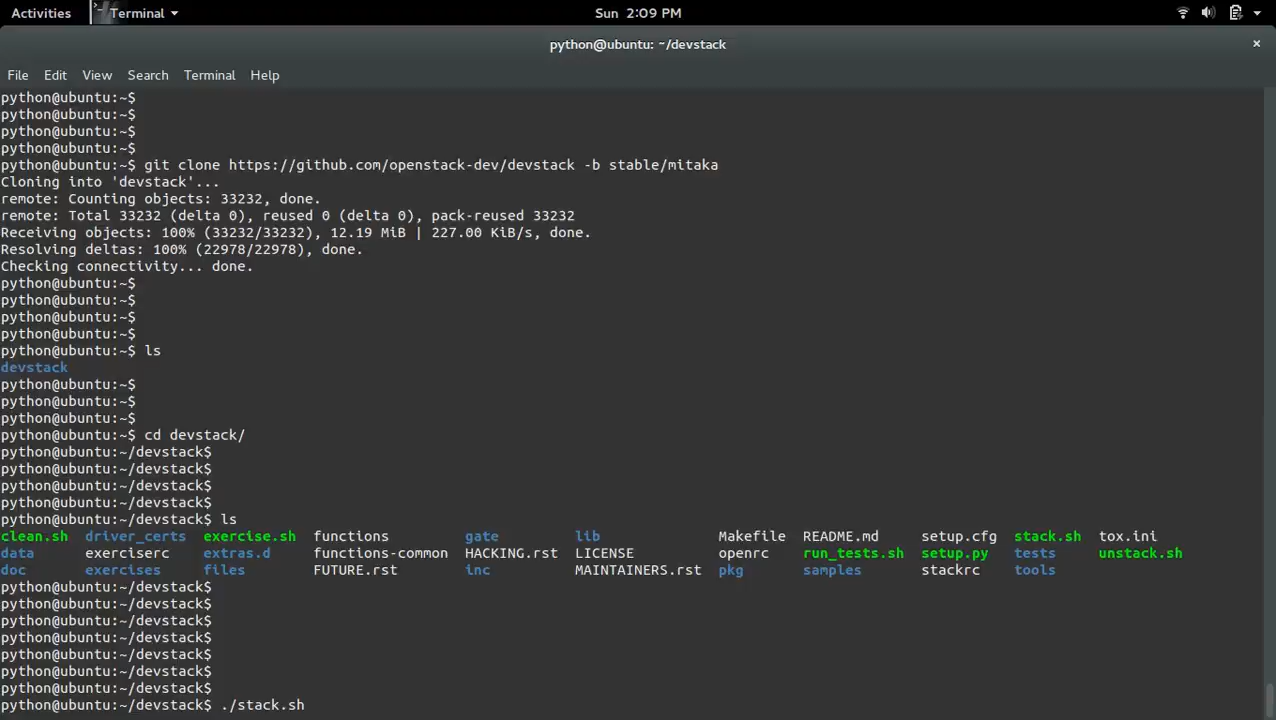 Activities Terminal Sun 2:09 PM
python@ubuntu: ~/devstack ×
File Edit View Search Terminal Help
python@ubuntu:~$
python@ubuntu:~$
python@ubuntu:~$
python@ubuntu:~$
python@ubuntu:~$ git clone https://github.com/openstack-dev/devstack -b stable/mitaka
Cloning into 'devstack'...
remote: Counting objects: 33232, done.
remote: Total 33232 (delta 0), reused 0 (delta 0), pack-reused 33232
Receiving objects: 100% (33232/33232), 12.19 MiB | 227.00 KiB/s, done.
Resolving deltas: 100% (22978/22978), done.
Checking connectivity... done.
python@ubuntu:~$
python@ubuntu:~$
python@ubuntu:~$
python@ubuntu:~$
python@ubuntu:~$ ls
devstack
python@ubuntu:~$
python@ubuntu:~$
python@ubuntu:~$
python@ubuntu:~$ cd devstack/
python@ubuntu:~/devstack$
python@ubuntu:~/devstack$
python@ubuntu:~/devstack$
python@ubuntu:~/devstack$
python@ubuntu:~/devstack$ ls
clean.sh driver_certs exercise.sh functions gate lib Makefile README.md setup.cfg stack.sh tox.ini
data exerciserc extras.d functions-common HACKING.rst LICENSE openrc run_tests.sh setup.py tests unstack.sh
doc exercises files FUTURE.rst inc MAINTAINERS.rst pkg samples stackrc tools
python@ubuntu:~/devstack$
python@ubuntu:~/devstack$
python@ubuntu:~/devstack$
python@ubuntu:~/devstack$
python@ubuntu:~/devstack$
python@ubuntu:~/devstack$
python@ubuntu:~/devstack$
python@ubuntu:~/devstack$ ./stack.sh